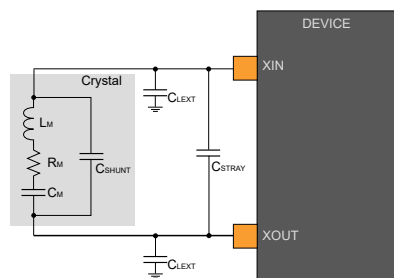 DEVICE
XIN
Crystal
CLEXT
LM
RM
CSHUNT
CSTRAY
CM
XOUT
CLEXT